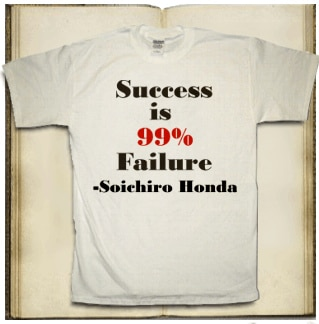 Success
is
99%
Failure
-Soichiro Honda